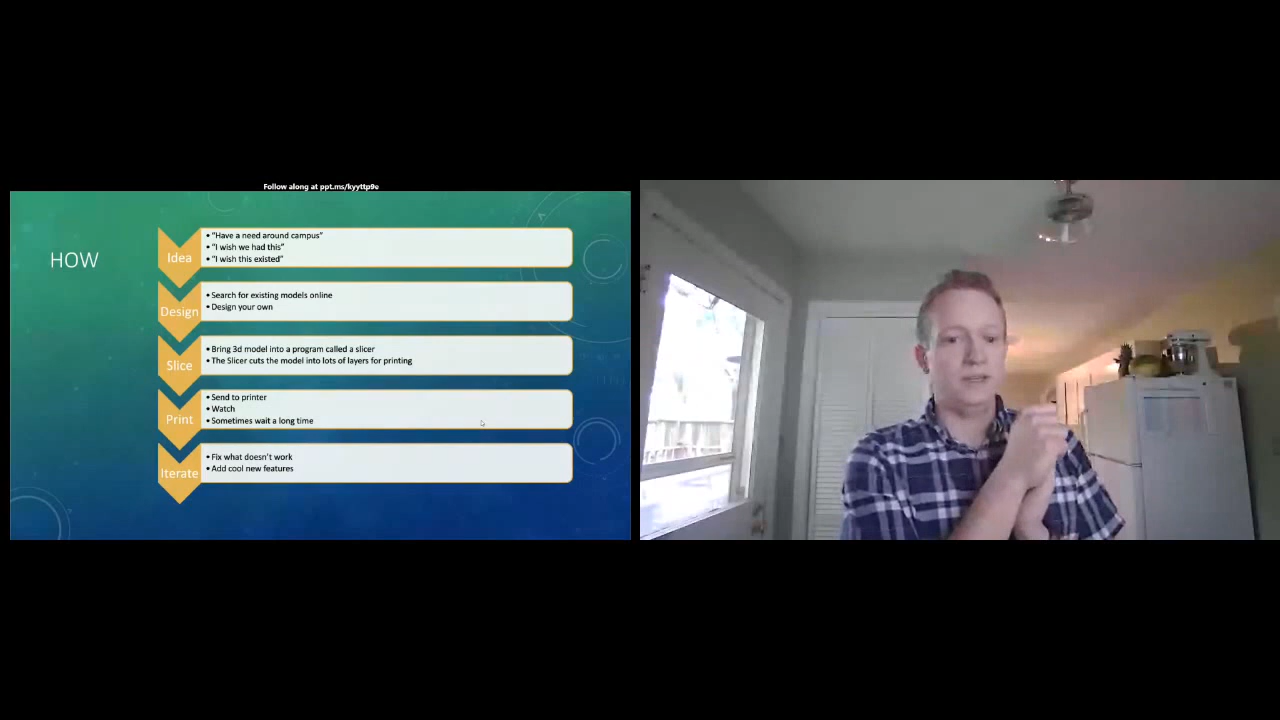 Follow along at ppt.ms/kyyttp9e
HOW
Idea
• "Have a need around campus"
• "I wish we had this"
• "I wish this existed"
Design
• Search for existing models online
• Design your own
Slice
• Bring 3d model into a program called a slicer
• The Slicer cuts the model into lots of layers for printing
Print
• Send to printer
• Watch
• Sometimes wait a long time
Iterate
• Fix what doesn't work
• Add cool new features